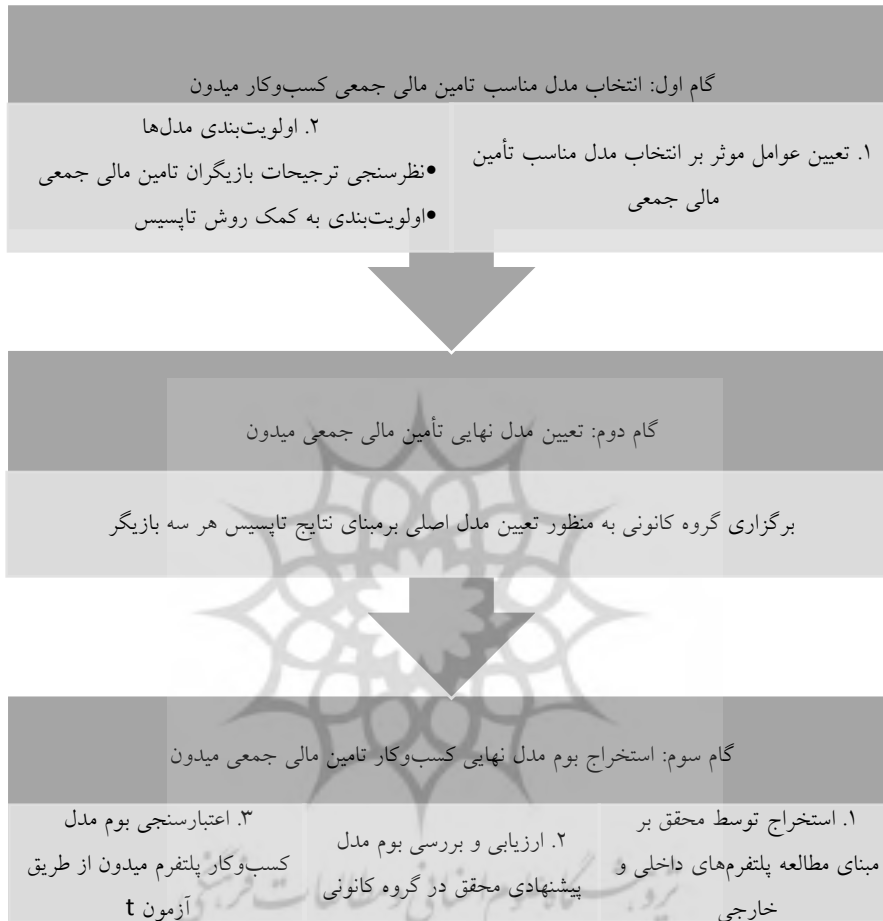 گام اول: انتخاب مدل مناسب تامین مالی جمعی کسب‌وکار میدون
۱. تعیین عوامل موثر بر انتخاب مدل مناسب تأمین
مالی جمعی
۲. اولویت‌بندی مدل‌ها
•نظرسنجی ترجیحات بازیگران تامین مالی جمعی
•اولویت‌بندی به کمک روش تاپسیس
گام دوم: تعیین مدل نهایی تأمین مالی جمعی میدون
برگزاری گروه کانونی به منظور تعیین مدل اصلی برمبنای نتایج تاپسیس هر سه بازیگر
گام سوم: استخراج بوم مدل نهایی کسب‌وکار تامین مالی جمعی میدون
۱. استخراج توسط محقق بر
مبنای مطالعه پلتفرم‌های داخلی و
خارجی
۲. ارزیابی و بررسی بوم مدل
پیشنهادی محقق در گروه کانونی
۳. اعتبارسنجی بوم مدل
کسب‌وکار پلتفرم میدون از طریق
آزمون t
پژوهشگاه علوم انسانی و مطالعات فرهنگی